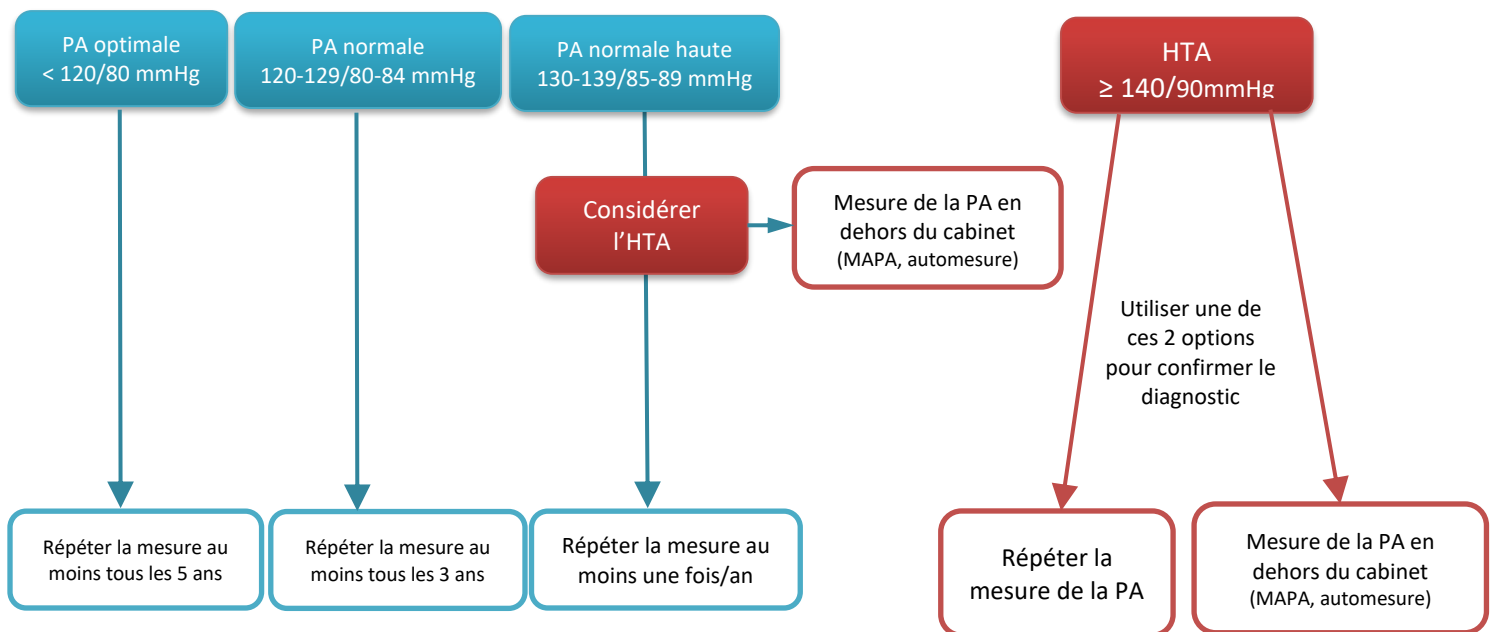 PA optimale
< 120/80 mmHg
PA normale
120-129/80-84 mmHg
PA normale haute
130-139/85-89 mmHg
HTA
≥ 140/90mmHg
Considérer
l’HTA
Mesure de la PA en
dehors du cabinet
(MAPA, automesure)
Utiliser une de
ces 2 options
pour confirmer le
diagnostic
Répéter la mesure au
moins tous les 5 ans
Répéter la mesure au
moins tous les 3 ans
Répéter la mesure au
moins une fois/an
Répéter la
mesure de la PA
Mesure de la PA en
dehors du cabinet
(MAPA, automesure)